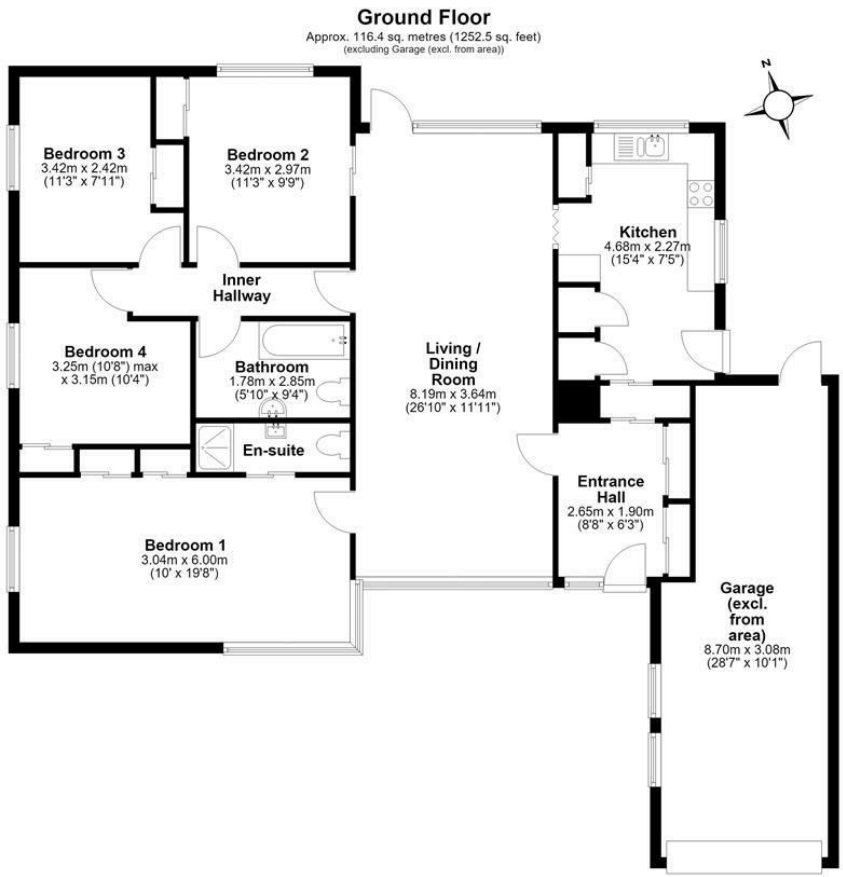 Ground Floor
Approx. 116.4 sq. metres (1252.5 sq. feet)
(excluding Garage (excl. from area))
N
Bedroom 3
3.42m x 2.42m
(11'3" x 7'11")
Bedroom 2
3.42m x 2.97m
(11'3" x 9'9")
Kitchen
4.68m x 2.27m
(15'4" x 7'5")
Inner
Hallway
Bedroom 4
3.25m (10'8") max
x 3.15m (10'4")
Bathroom
1.78m x 2.85m
(5'10" x 9'4")
Living /
Dining
Room
8.19m x 3.64m
(26'10" x 11'11")
En-suite
Entrance
Hall
2.65m x 1.90m
(8'8" x 6'3")
Bedroom 1
3.04m x 6.00m
(10' x 19'8")
Garage
(excl.
from
area)
8.70m x 3.08m
(28'7" x 10'1")